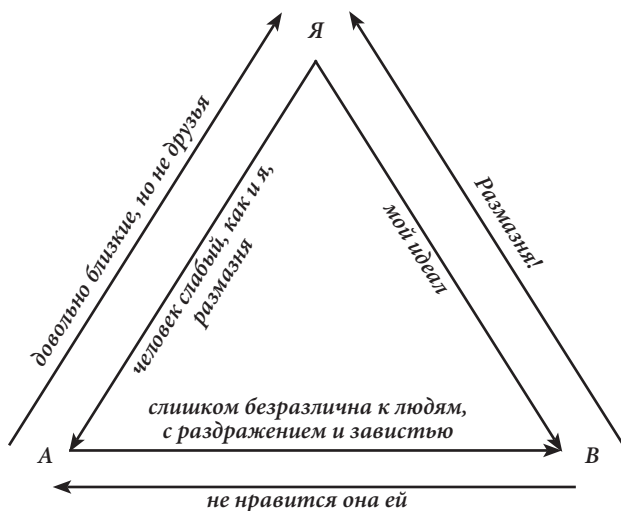 Я
довольно близкие, но не друзья
человек слабый, как и я,
размазня
мой идеал
Размазня!
слишком безразлична к людям,
с раздражением и завистью
А
В
не нравится она ей